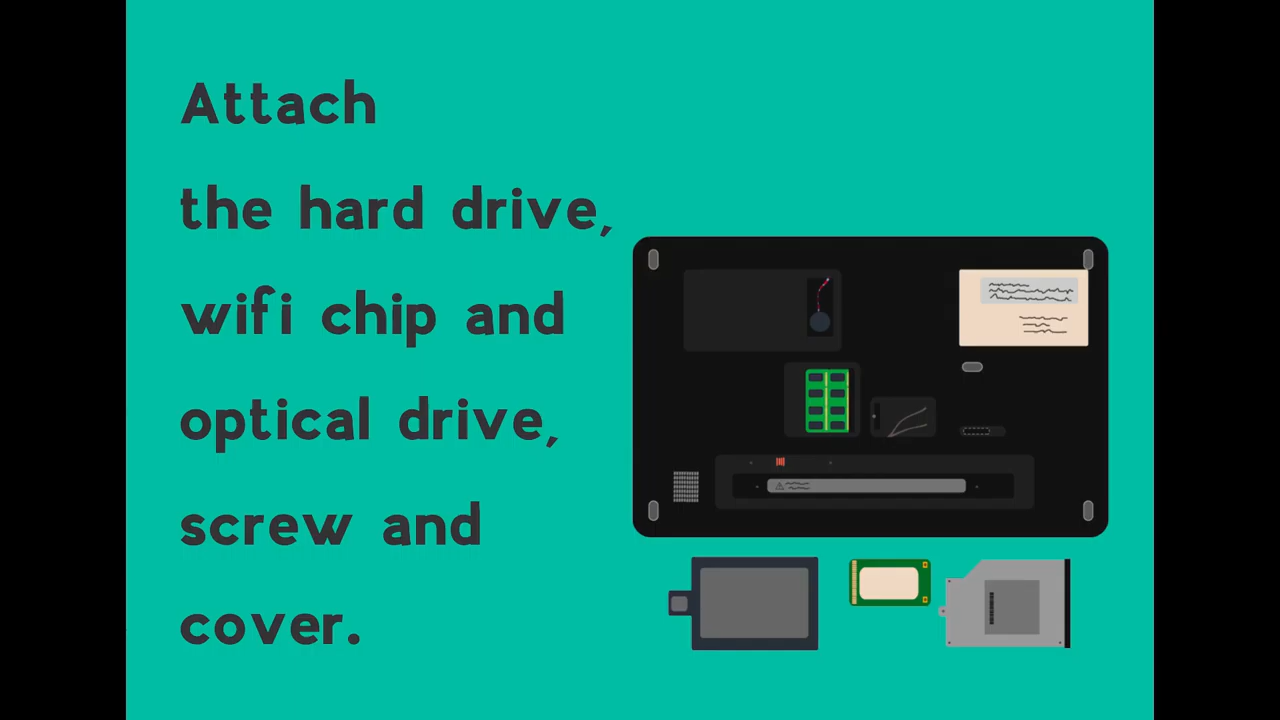 Attach
the hard drive,
wifi chip and
optical drive,
screw and
cover.